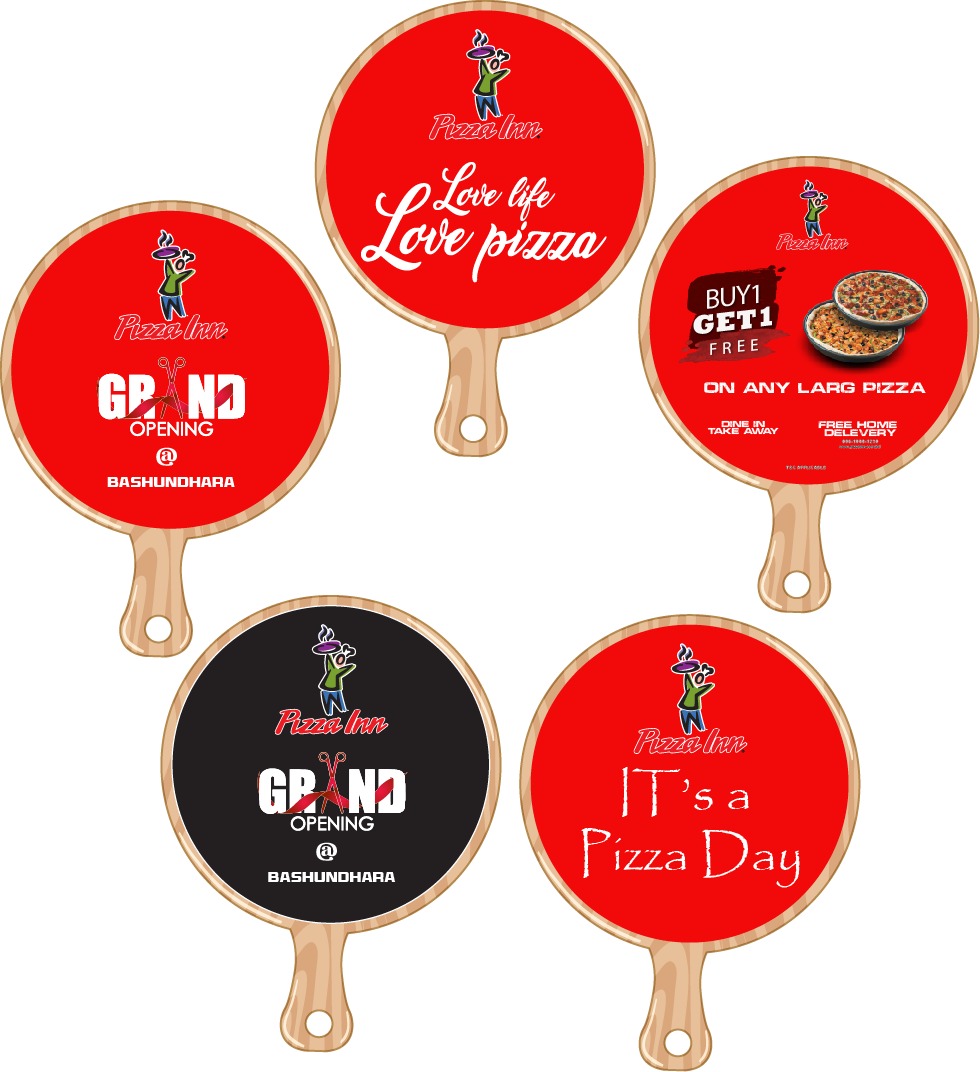 Pizza Inn
Love life
Love pizza
Pizza Inn
GRAND
OPENING
@
BASHUNDHARA
Pizza Inn
BUY1
GET1
FREE
ON ANY LARG PIZZA
DINE IN
TAKE AWAY
FREE HOME
DELEVERY
Pizza Inn
GRAND
OPENING
@
BASHUNDHARA
Pizza Inn
IT's a
Pizza Day